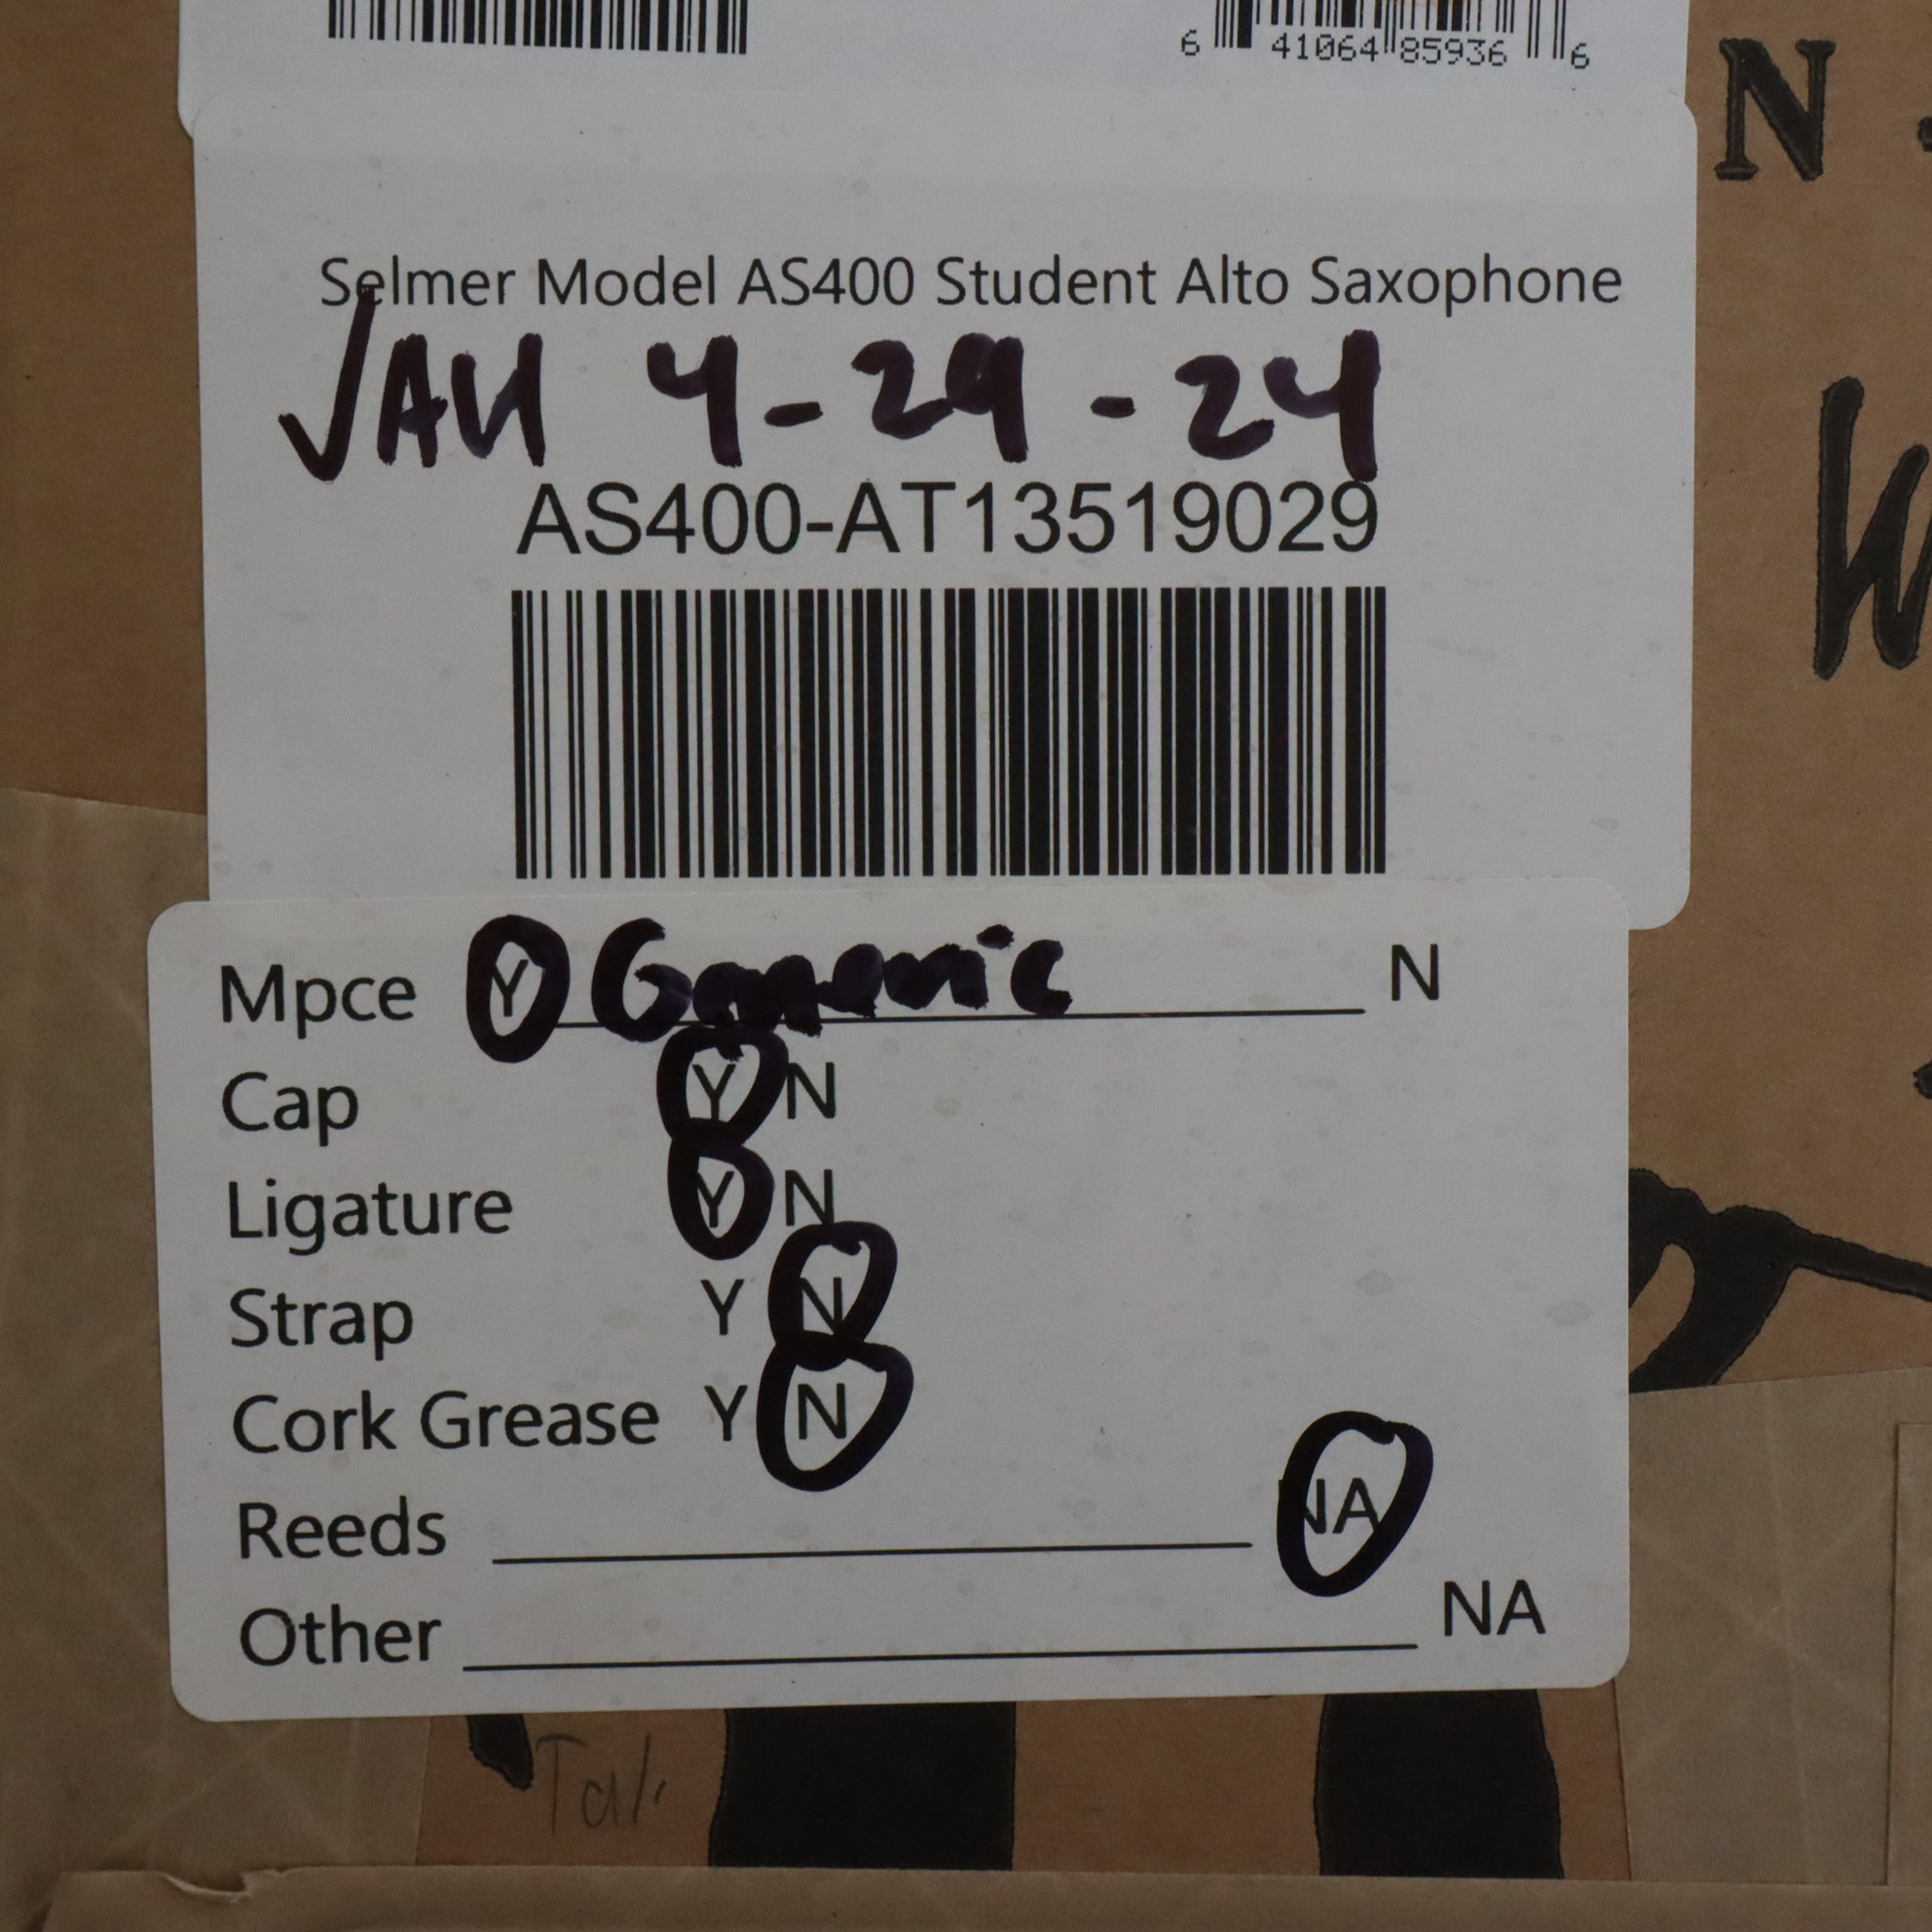 6 41064 85936 6
N
Selmer Model AS400 Student Alto Saxophone
4-29-24
AS400-AT13519029
W
Mpce Y Generic N
Cap Y N
Ligature Y N
Strap Y N
Cork Grease Y N
Reeds NA
Other NA